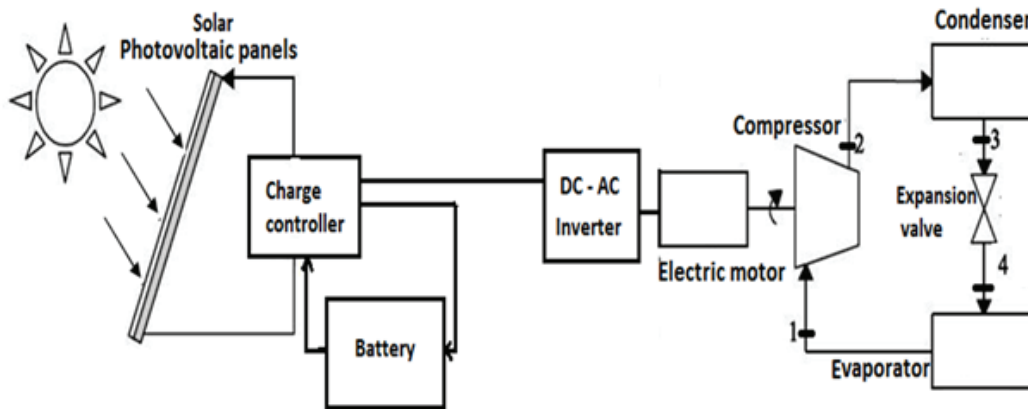 Solar
Photovoltaic panels
Condenser
Compressor
2
3
Charge
controller
DC - AC
Inverter
Expansion
valve
Electric motor
4
1
Battery
Evaporator